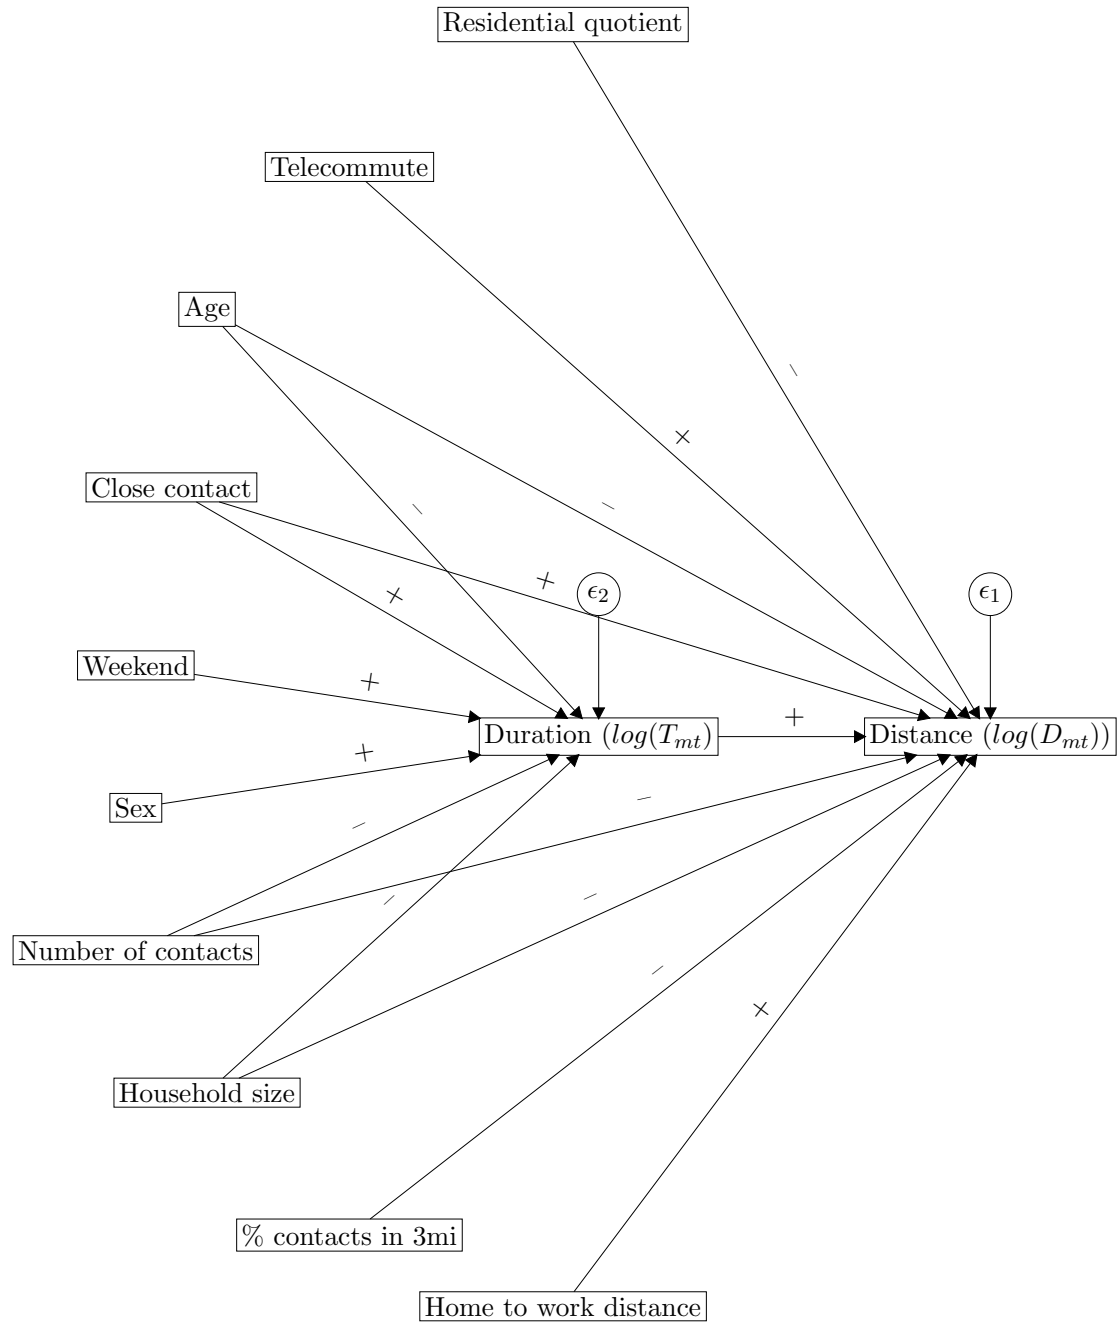 Residential quotient
Telecommute
Age
–
+
–
–
Close contact
+
+
ϵ2
ϵ1
Weekend
+
+
Duration (log(Tmt)
Distance (log(Dmt))
+
Sex
–
–
–
–
Number of contacts
–
+
Household size
% contacts in 3mi
Home to work distance